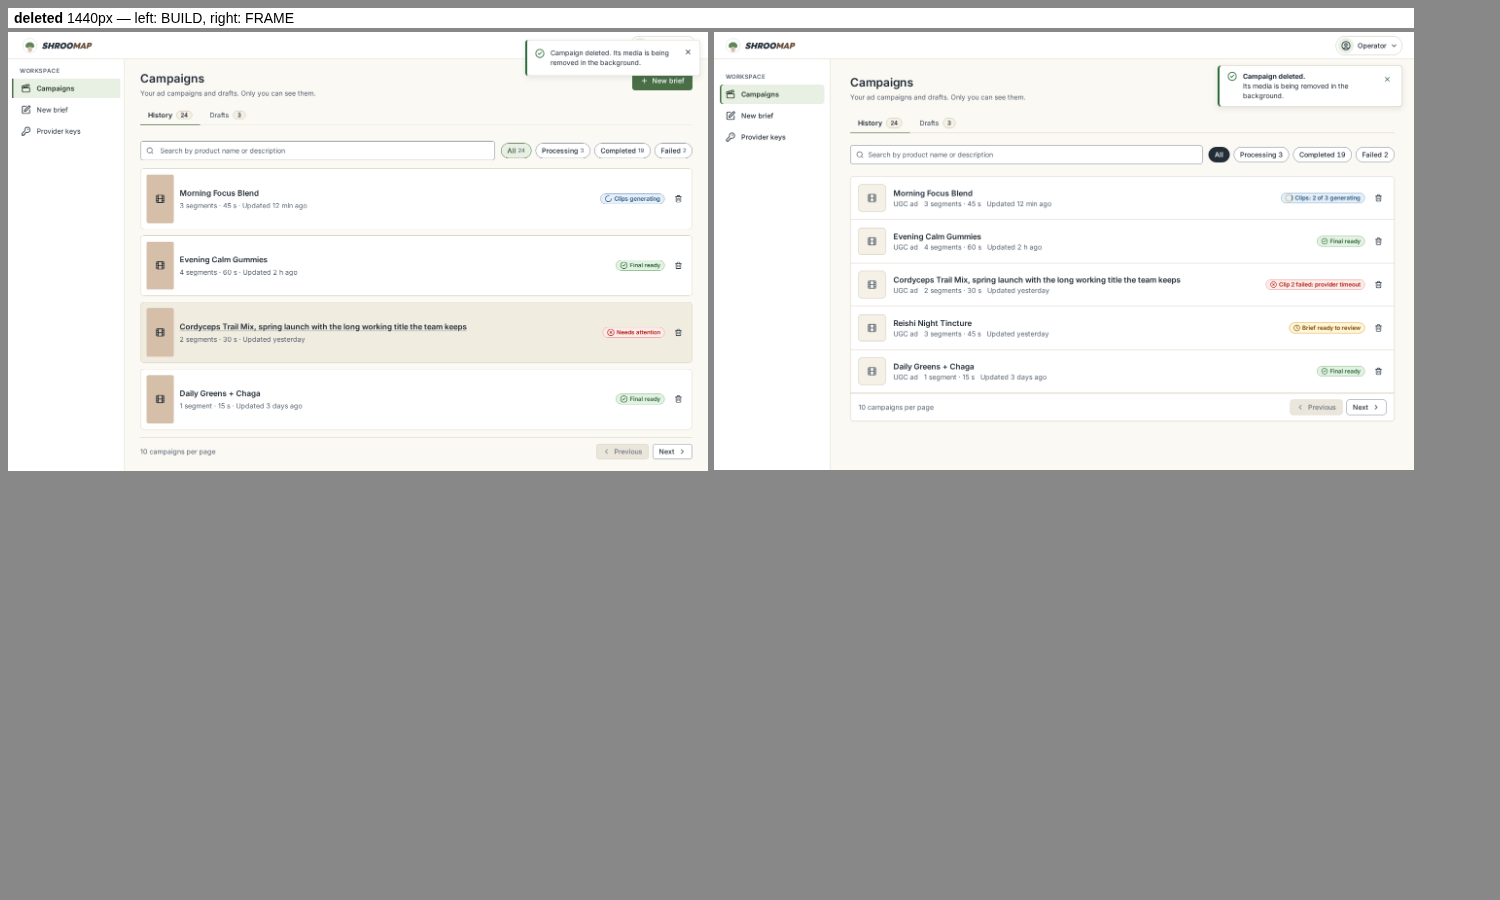 deleted 1440px — left: BUILD, right: FRAME
SHROOMAP
Campaign deleted. Its media is being
removed in the background.
WORKSPACE
Campaigns
New brief
Provider keys
Campaigns
Your ad campaigns and drafts. Only you can see them.
New brief
History 24
Drafts 3
Search by product name or description
All 24
Processing 3
Completed 19
Failed 2
Morning Focus Blend
3 segments · 45 s · Updated 12 min ago
Clips generating
Evening Calm Gummies
4 segments · 60 s · Updated 2 h ago
Final ready
Cordyceps Trail Mix, spring launch with the long working title the team keeps
2 segments · 30 s · Updated yesterday
Needs attention
Daily Greens + Chaga
1 segment · 15 s · Updated 3 days ago
Final ready
10 campaigns per page
Previous
Next
SHROOMAP
Operator
WORKSPACE
Campaigns
New brief
Provider keys
Campaigns
Your ad campaigns and drafts. Only you can see them.
Campaign deleted.
Its media is being removed in the
background.
History 24
Drafts 3
Search by product name or description
All
Processing 3
Completed 19
Failed 2
Morning Focus Blend
UGC ad 3 segments · 45 s Updated 12 min ago
Clips: 2 of 3 generating
Evening Calm Gummies
UGC ad 4 segments · 60 s Updated 2 h ago
Final ready
Cordyceps Trail Mix, spring launch with the long working title the team keeps
UGC ad 2 segments · 30 s Updated yesterday
Clip 2 failed: provider timeout
Reishi Night Tincture
UGC ad 3 segments · 45 s Updated yesterday
Brief ready to review
Daily Greens + Chaga
UGC ad 1 segment · 15 s Updated 3 days ago
Final ready
10 campaigns per page
Previous
Next